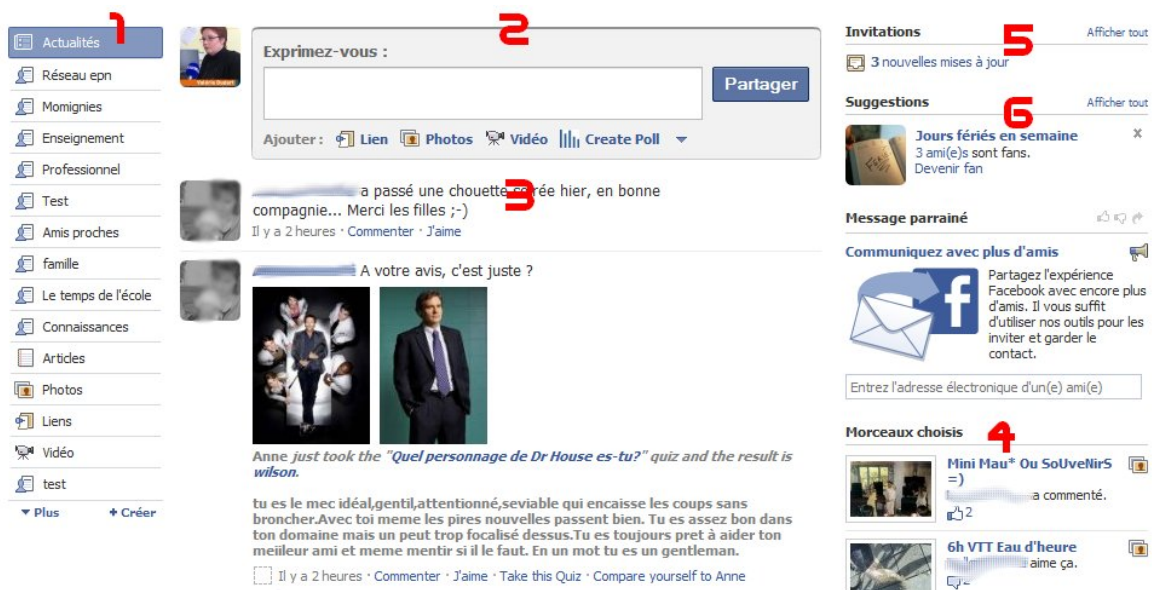 1
Actualités
Réseau epn
Momignies
Enseignement
Professionnel
Test
Amis proches
famille
Le temps de l'école
Connaissances
Articles
Photos
Liens
Vidéo
test
Plus + Créer
2
Exprimez-vous :
Partager
Ajouter : Lien Photos Vidéo Create Poll
3
a passé une chouette soirée hier, en bonne
compagnie... Merci les filles ;-)
Il y a 2 heures · Commenter · J'aime
A votre avis, c'est juste ?
Anne just took the "Quel personnage de Dr House es-tu?" quiz and the result is
wilson.
tu es le mec idéal,gentil,attentionné,seviable qui encaisse les coups sans
broncher.Avec toi meme les pires nouvelles passent bien. Tu es assez bon dans
ton domaine mais un peut trop focalisé dessus.Tu es toujours pret à aider ton
meiileur ami et meme mentir si il le faut. En un mot tu es un gentleman.
Il y a 2 heures · Commenter · J'aime · Take this Quiz · Compare yourself to Anne
5
Invitations Afficher tout
3 nouvelles mises à jour
6
Suggestions Afficher tout
Jours fériés en semaine x
3 ami(e)s sont fans.
Devenir fan
Message parrainé
Communiquez avec plus d'amis
Partagez l'expérience
Facebook avec encore plus
d'amis. Il vous suffit
d'utiliser nos outils pour les
inviter et garder le
contact.
f
Entrez l'adresse électronique d'un(e) ami(e)
4
Morceaux choisis
Mini Mau* Ou SoUveNirS
=)
a commenté.
2
6h VTT Eau d'heure
aime ça.
2